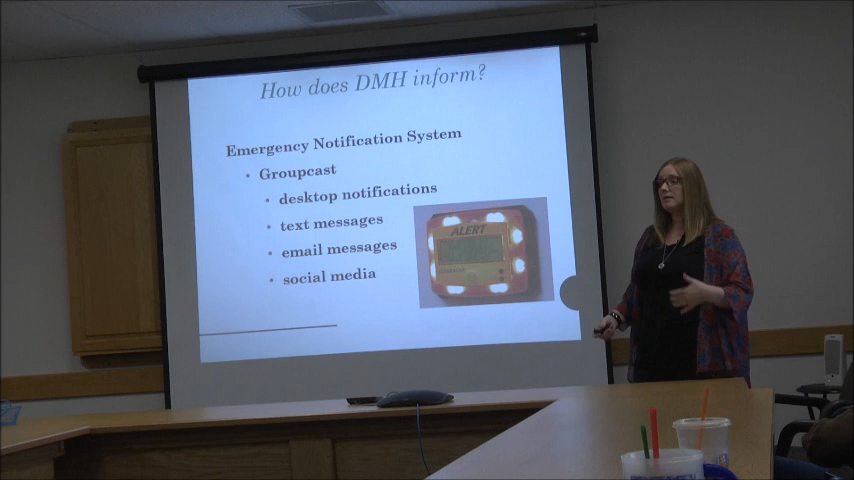 How does DMH inform?
Emergency Notification System
• Groupcast
• desktop notifications
• text messages
• email messages
• social media
ALERT